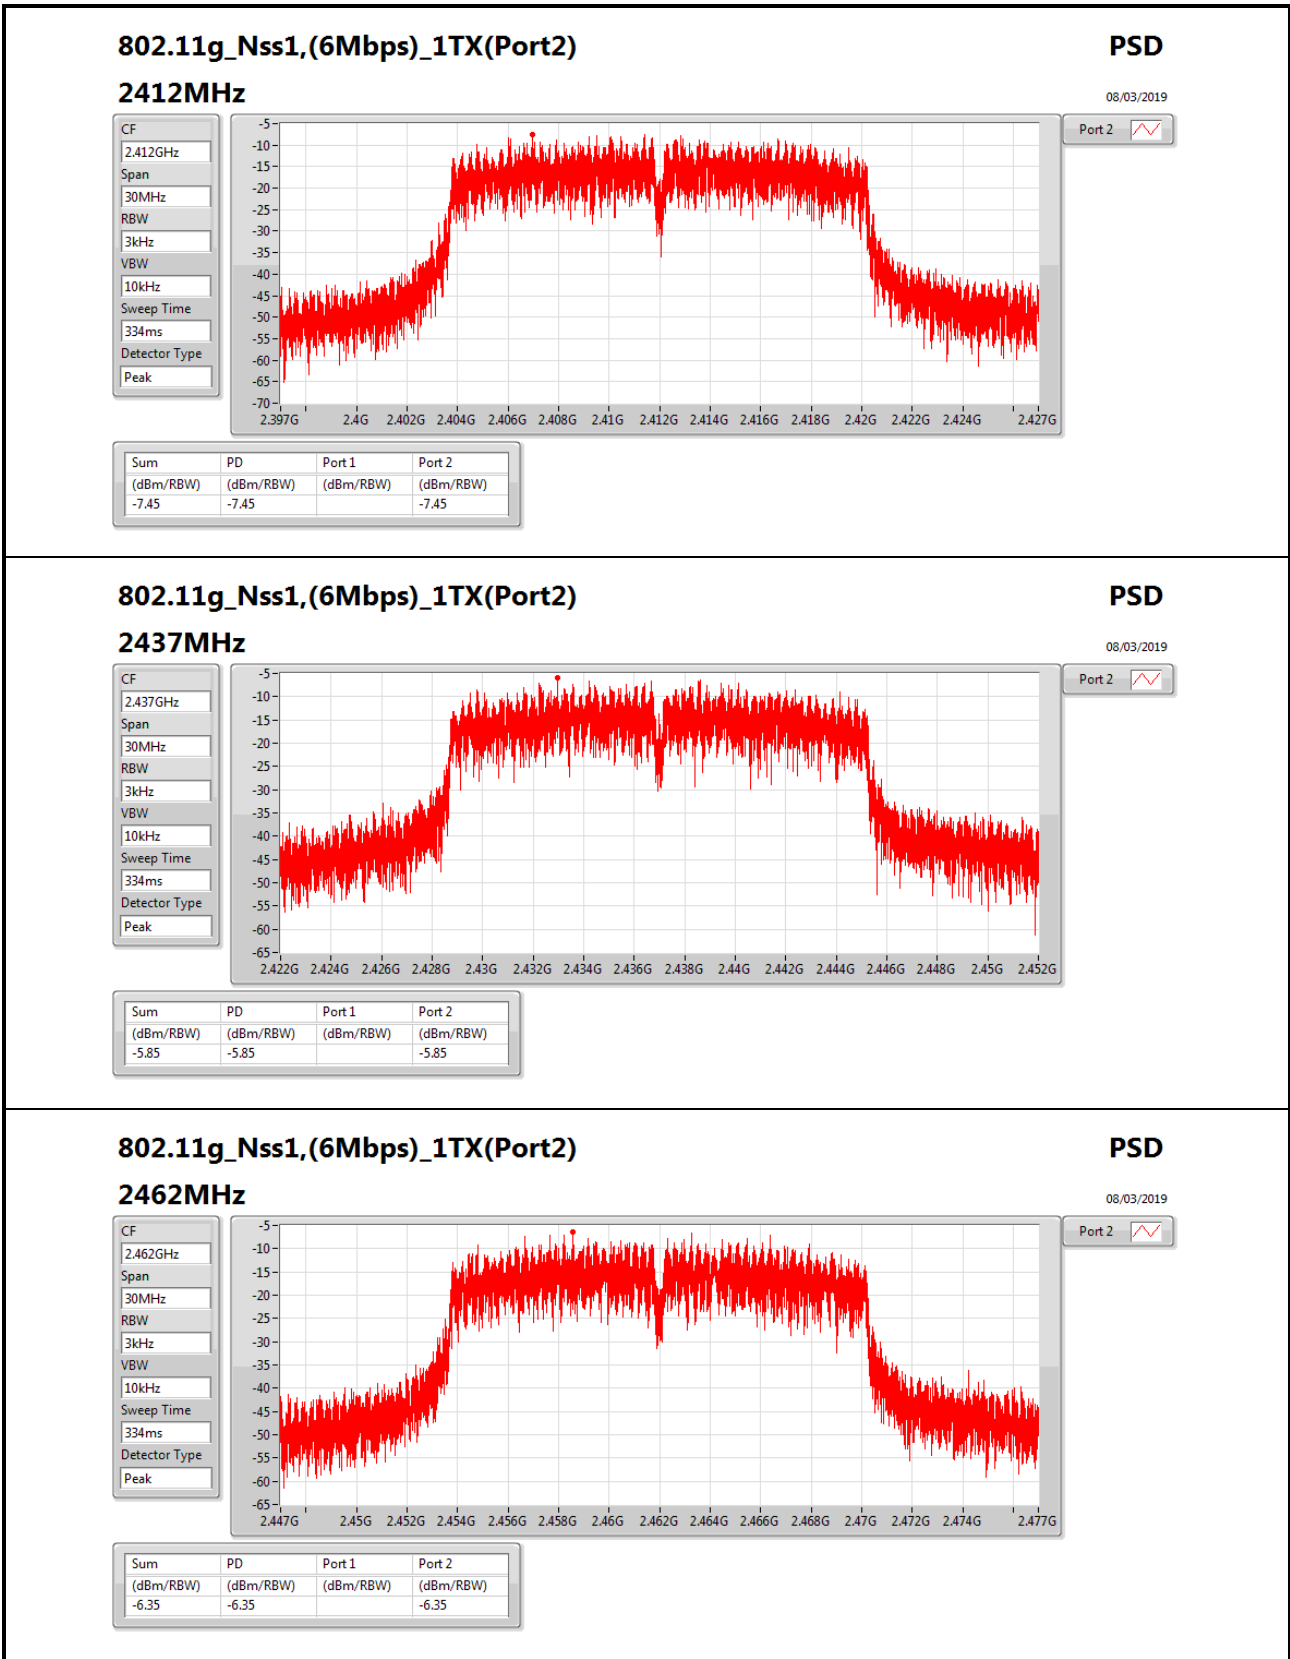 802.11g_Nss1,(6Mbps)_1TX(Port2) PSD
2412MHz 08/03/2019
CF
2.412GHz
Span
30MHz
RBW
3kHz
VBW
10kHz
Sweep Time
334ms
Detector Type
Peak
-5
-10
-15
-20
-25
-30
-35
-40
-45
-50
-55
-60
-65
-70
2.397G 2.4G 2.402G 2.404G 2.406G 2.408G 2.41G 2.412G 2.414G 2.416G 2.418G 2.42G 2.422G 2.424G 2.427G
Port 2
Sum PD Port 1 Port 2
(dBm/RBW) (dBm/RBW) (dBm/RBW) (dBm/RBW)
-7.45 -7.45 -7.45
802.11g_Nss1,(6Mbps)_1TX(Port2) PSD
2437MHz 08/03/2019
CF
2.437GHz
Span
30MHz
RBW
3kHz
VBW
10kHz
Sweep Time
334ms
Detector Type
Peak
-5
-10
-15
-20
-25
-30
-35
-40
-45
-50
-55
-60
-65
2.422G 2.424G 2.426G 2.428G 2.43G 2.432G 2.434G 2.436G 2.438G 2.44G 2.442G 2.444G 2.446G 2.448G 2.45G 2.452G
Port 2
Sum PD Port 1 Port 2
(dBm/RBW) (dBm/RBW) (dBm/RBW) (dBm/RBW)
-5.85 -5.85 -5.85
802.11g_Nss1,(6Mbps)_1TX(Port2) PSD
2462MHz 08/03/2019
CF
2.462GHz
Span
30MHz
RBW
3kHz
VBW
10kHz
Sweep Time
334ms
Detector Type
Peak
-5
-10
-15
-20
-25
-30
-35
-40
-45
-50
-55
-60
-65
2.447G 2.45G 2.452G 2.454G 2.456G 2.458G 2.46G 2.462G 2.464G 2.466G 2.468G 2.47G 2.472G 2.474G 2.477G
Port 2
Sum PD Port 1 Port 2
(dBm/RBW) (dBm/RBW) (dBm/RBW) (dBm/RBW)
-6.35 -6.35 -6.35